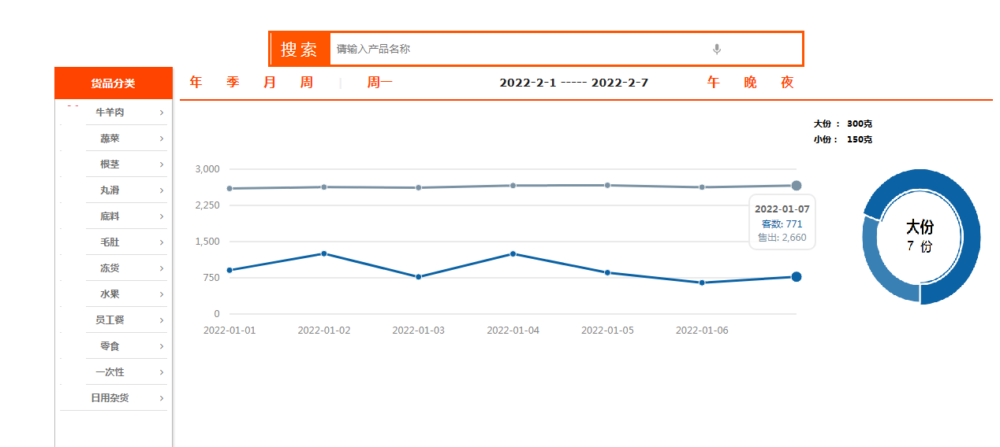 搜索 请输入产品名称
货品分类
年 季 月 周 | 周一 2022-2-1 ----- 2022-2-7 午 晚 夜
牛羊肉
蔬菜
根茎
丸滑
底料
毛肚
冻货
水果
员工餐
零食
一次性
日用杂货
大份 ： 300克
小份： 150克
3,000
2,250
1,500
750
0
2022-01-01 2022-01-02 2022-01-03 2022-01-04 2022-01-05 2022-01-06
2022-01-07
客数: 771
售出: 2,660
大份
7 份